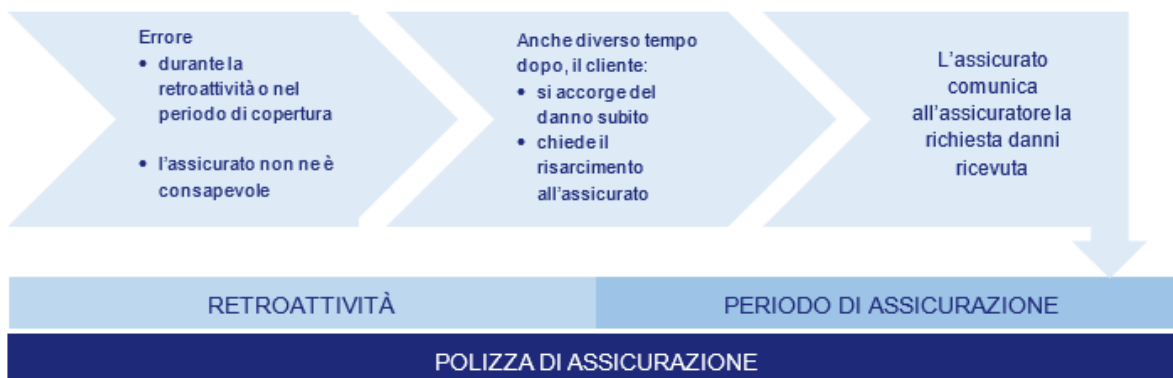 Errore
• durante la
retroattività o nel
periodo di copertura
• l'assicurato non ne è
consapevole
Anche diverso tempo
dopo, il cliente:
• si accorge del
danno subito
• chiede il
risarcimento
all'assicurato
L'assicurato
comunica
all'assicuratore la
richiesta danni
ricevuta
RETROATTIVITÀ
PERIODO DI ASSICURAZIONE
POLIZZA DI ASSICURAZIONE